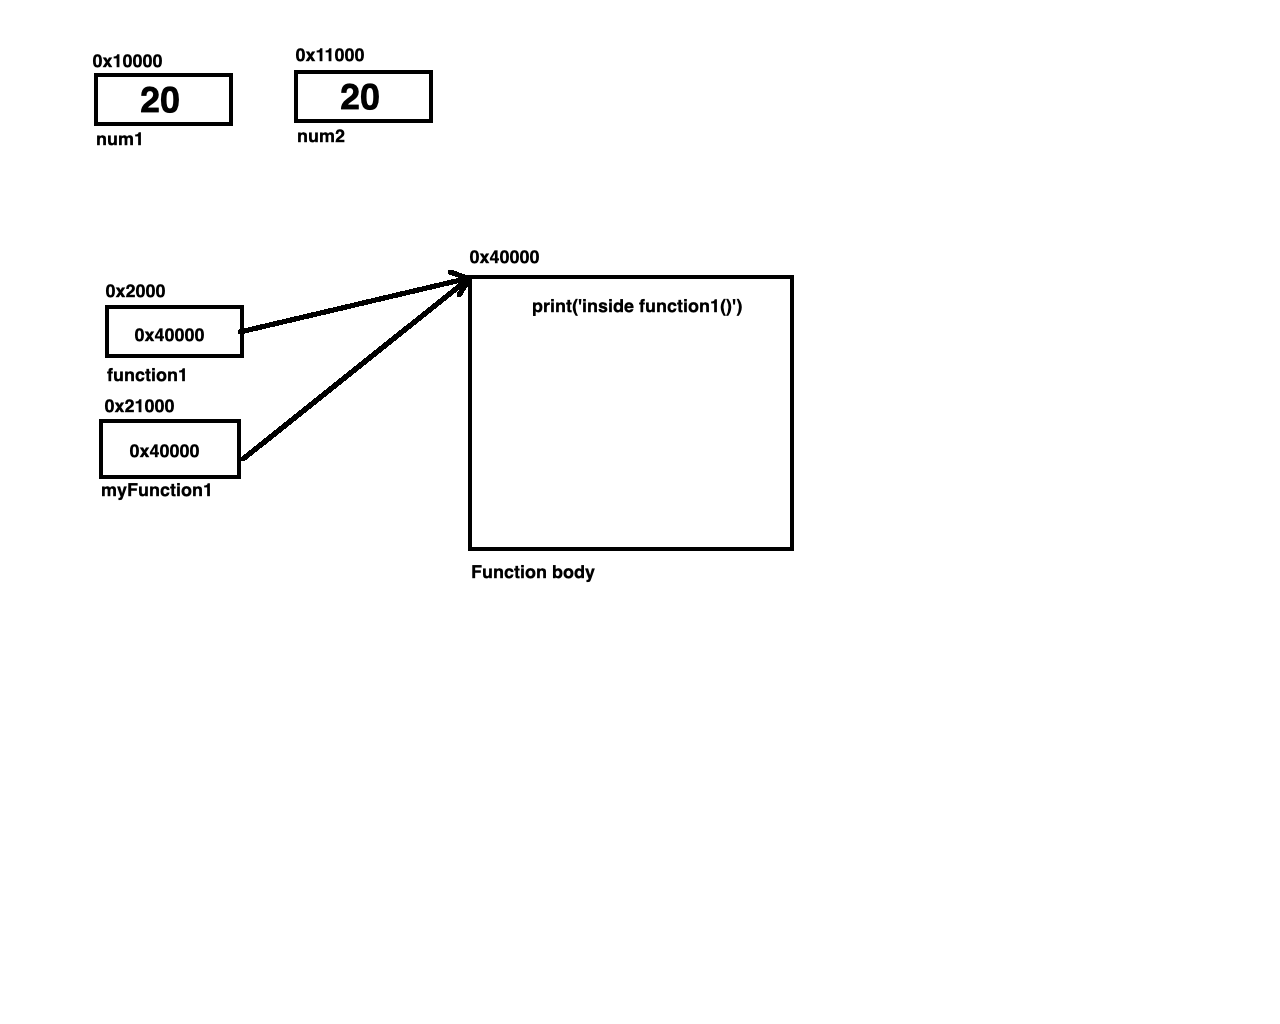 0x10000
20
num1
0x11000
20
num2
0x2000
0x40000
function1
0x21000
0x40000
myFunction1
0x40000
print('inside function1()')
Function body